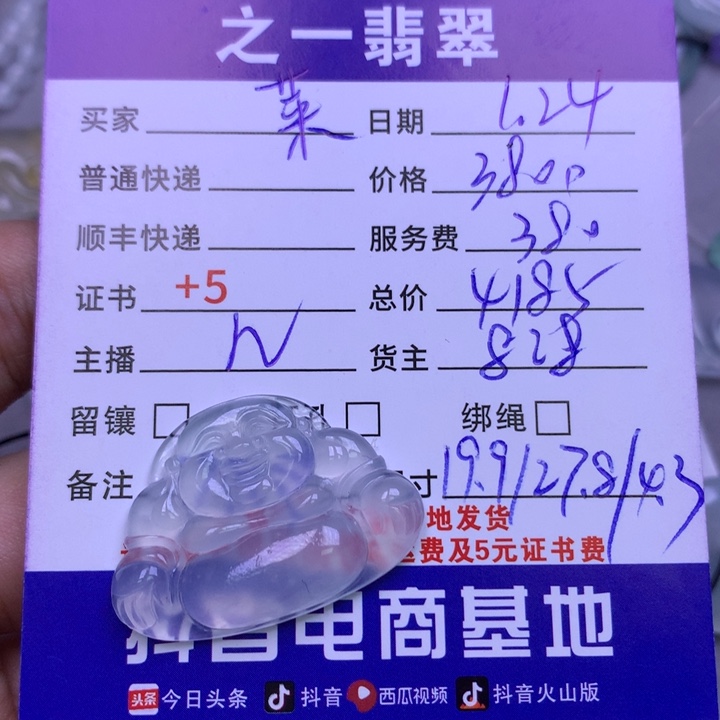 之一翡翠
买家 莱 日期 1.24
普通快递 价格 3800
顺丰快递 服务费 380
证书 +5 总价 4185
主播 N 货主 828
留镶 绑绳
备注 寸 19.9/27.8/4.3
地发货
费及5元证书费
抖音电商基地
头条 今日头条 抖音 西瓜视频 抖音火山版